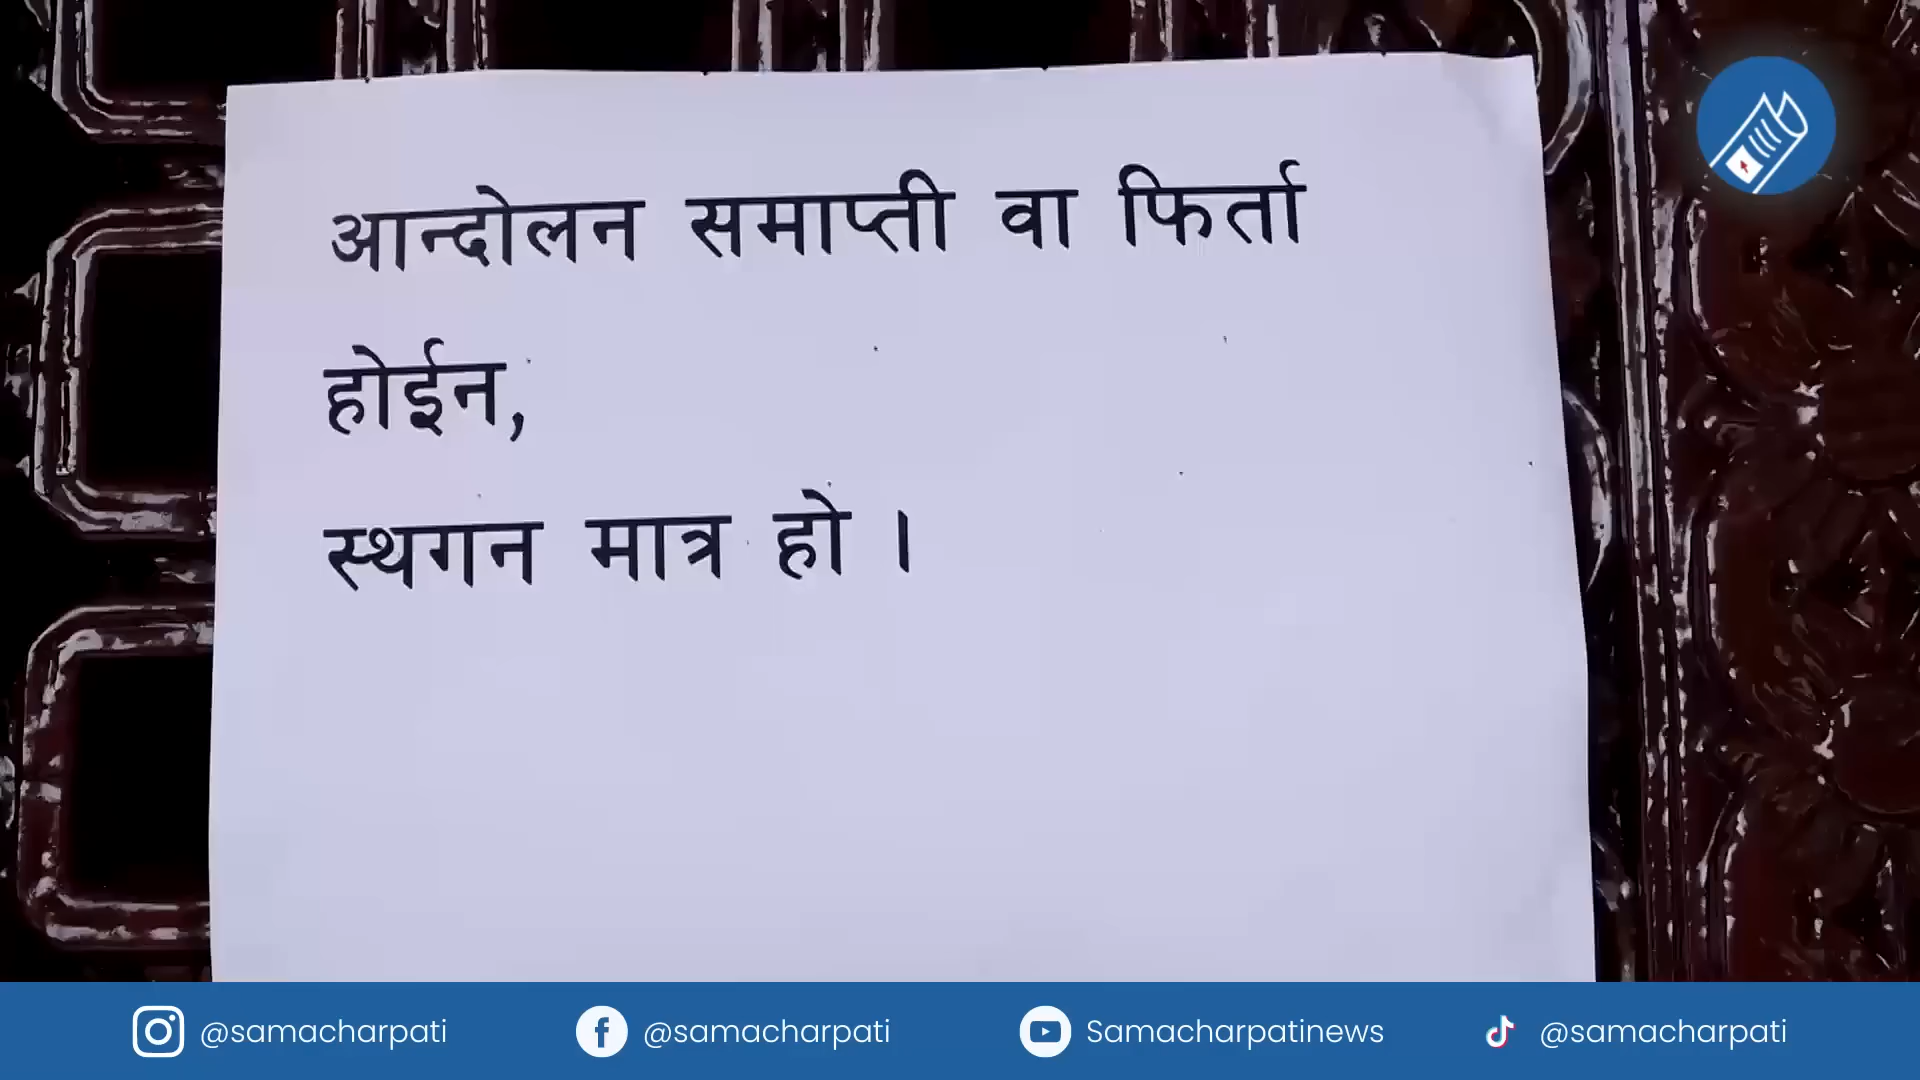 आन्दोलन समाप्ती वा फिर्ता
होईन,
स्थगन मात्र हो ।
@samacharpati @samacharpati Samacharpatinews @samacharpati